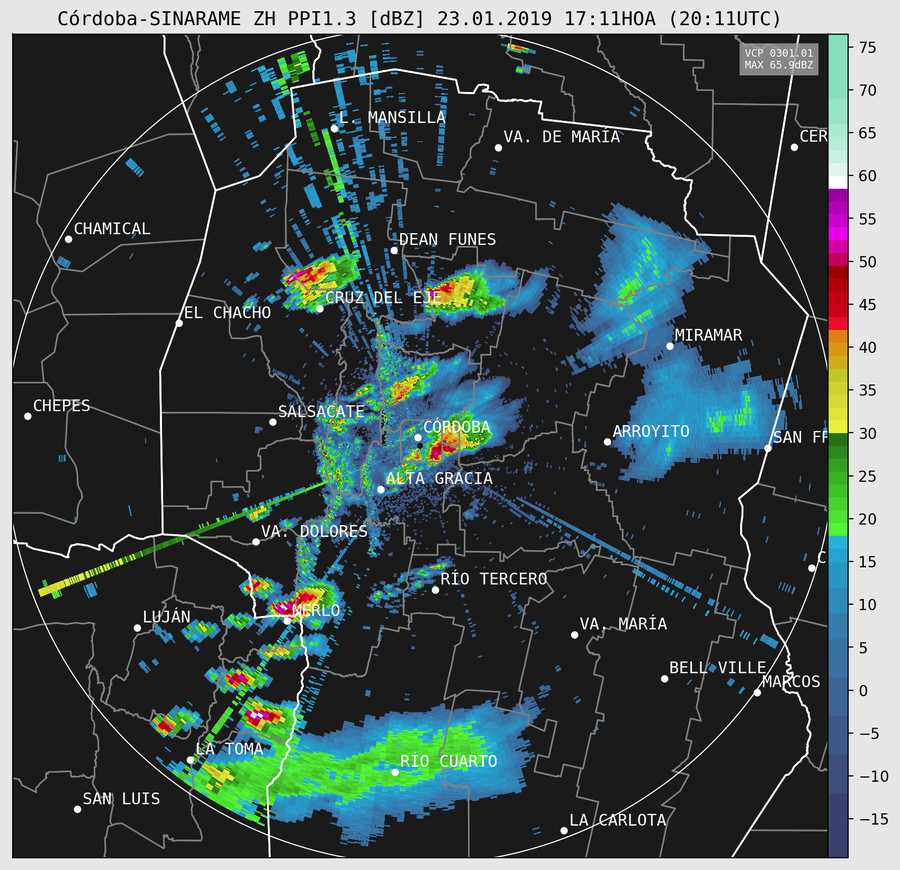 Córdoba-SINARAME ZH PPI1.3 [dBZ] 23.01.2019 17:11HOA (20:11UTC)
VCP 0301.01
MAX 65.9dBZ
L. MANSILLA
VA. DE MARÍA
CER
CHAMICAL
DEAN FUNES
CRUZ DEL EJE
EL CHACHO
MIRAMAR
CHEPES
SALSACATE
CÓRDOBA
ARROYITO
SAN FR
ALTA GRACIA
VA. DOLORES
C
RÍO TERCERO
MERLO
LUJÁN
VA. MARÍA
BELL VILLE
MARCOS
LA TOMA
RÍO CUARTO
SAN LUIS
LA CARLOTA
75
70
65
60
55
50
45
40
35
30
25
20
15
10
5
0
−5
−10
−15